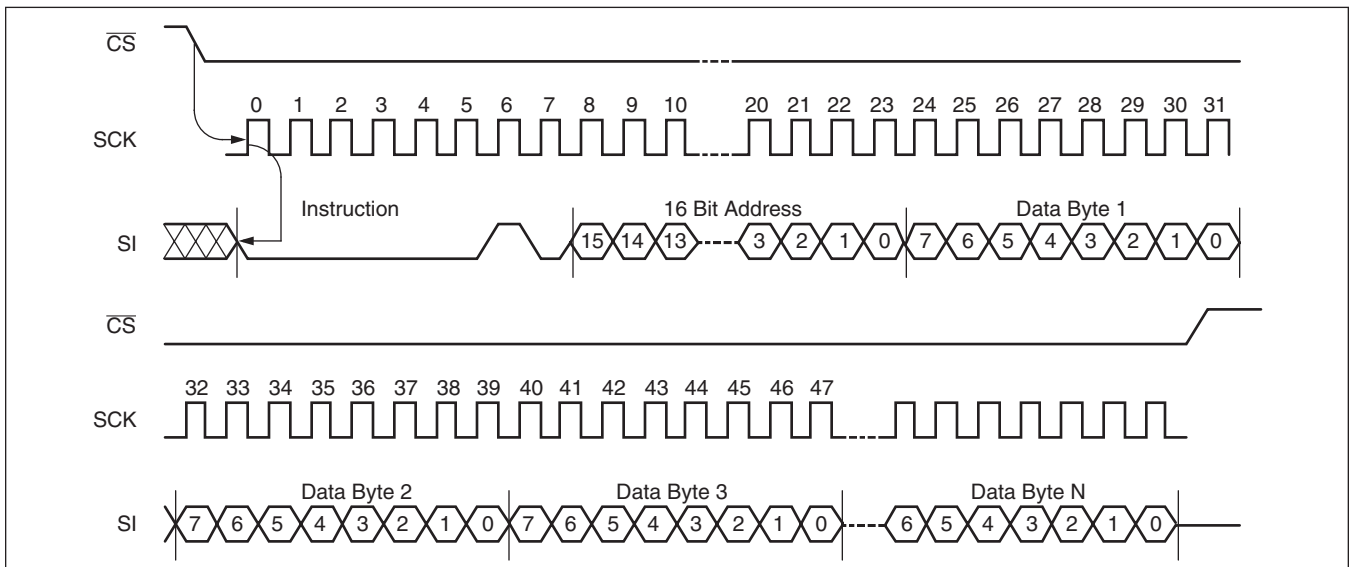 CS
0 1 2 3 4 5 6 7 8 9 10 20 21 22 23 24 25 26 27 28 29 30 31
SCK
Instruction 16 Bit Address Data Byte 1
SI 15 14 13 3 2 1 0 7 6 5 4 3 2 1 0
CS
32 33 34 35 36 37 38 39 40 41 42 43 44 45 46 47
SCK
Data Byte 2 Data Byte 3 Data Byte N
SI 7 6 5 4 3 2 1 0 7 6 5 4 3 2 1 0 6 5 4 3 2 1 0